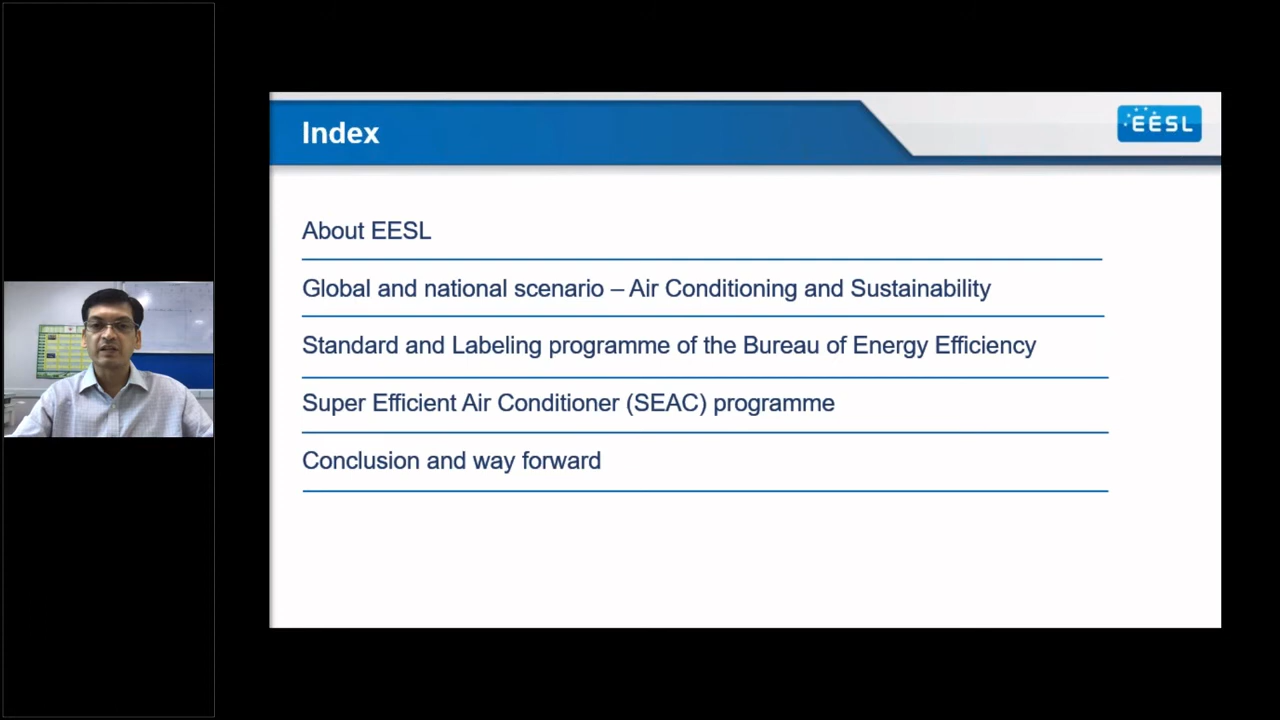 Index
EESL
About EESL
Global and national scenario – Air Conditioning and Sustainability
Standard and Labeling programme of the Bureau of Energy Efficiency
Super Efficient Air Conditioner (SEAC) programme
Conclusion and way forward